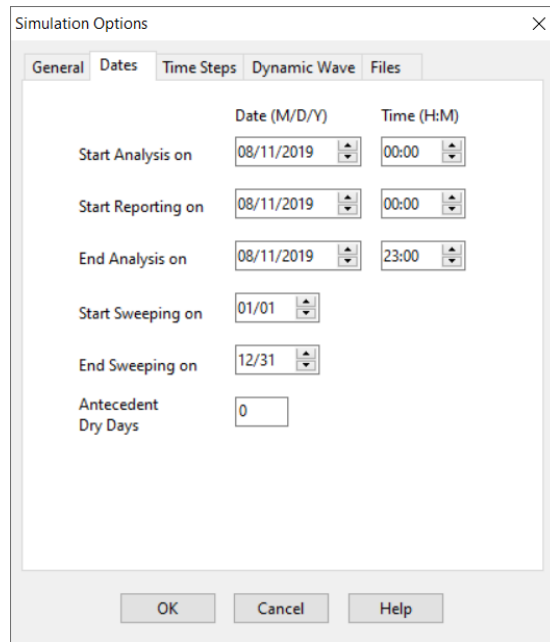 Simulation Options
General Dates Time Steps Dynamic Wave Files
Date (M/D/Y) Time (H:M)
Start Analysis on 08/11/2019 00:00
Start Reporting on 08/11/2019 00:00
End Analysis on 08/11/2019 23:00
Start Sweeping on 01/01
End Sweeping on 12/31
Antecedent
Dry Days 0
OK Cancel Help